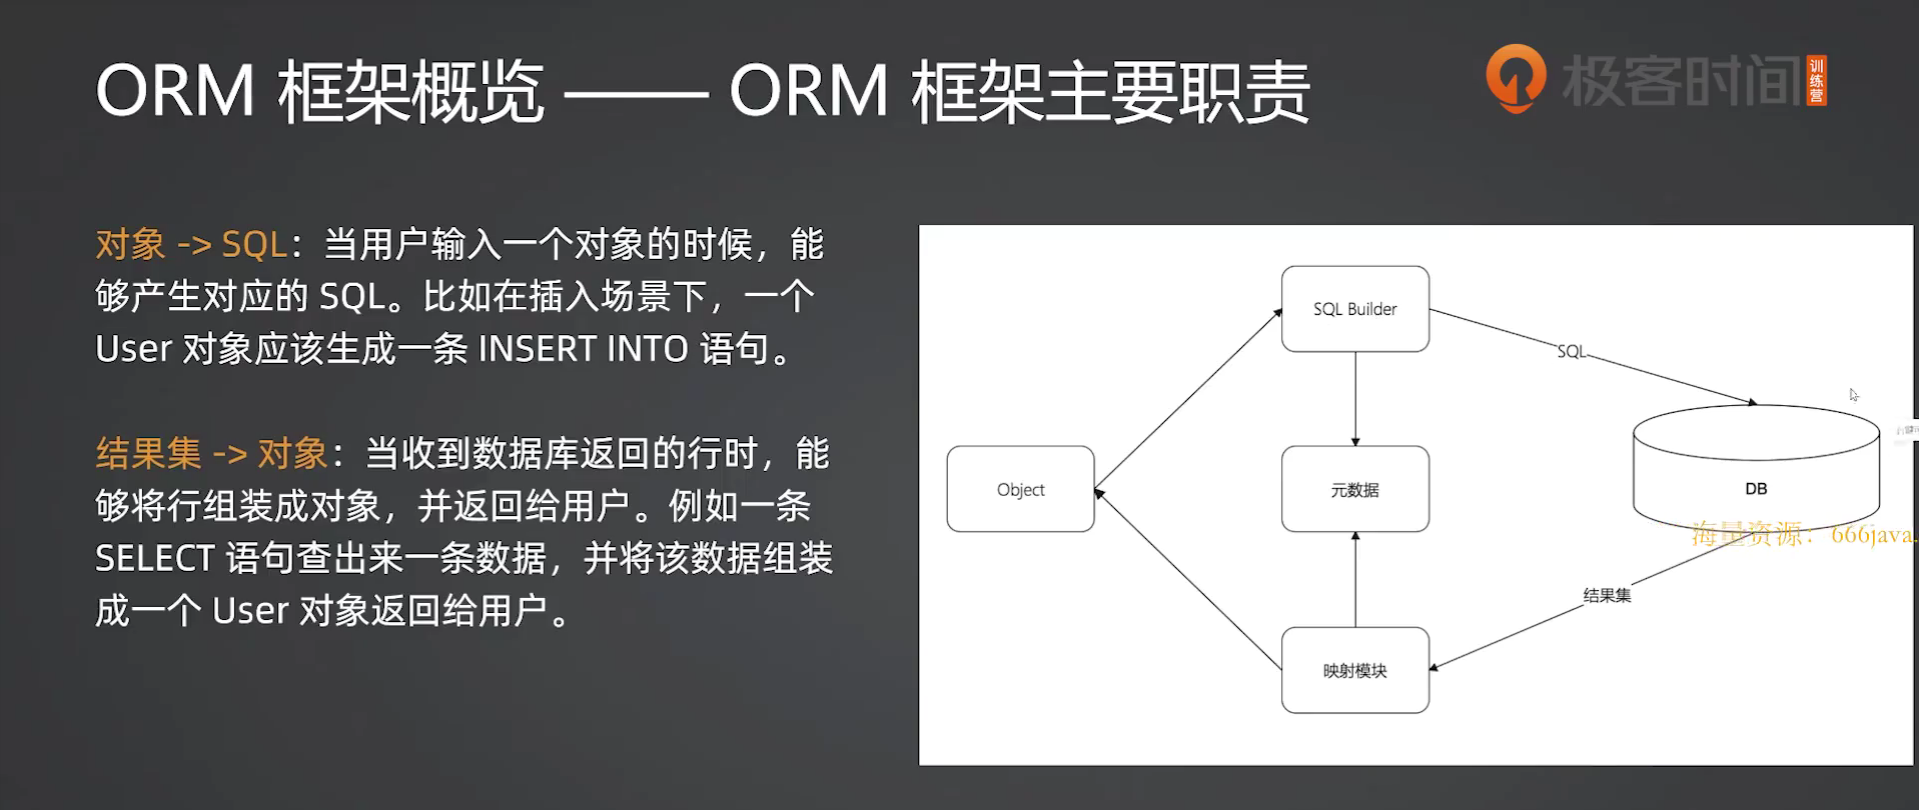 ORM 框架概览 —— ORM 框架主要职责
极客时间
训练营
对象 -> SQL：当用户输入一个对象的时候，能
够产生对应的 SQL。比如在插入场景下，一个
User 对象应该生成一条 INSERT INTO 语句。
结果集 -> 对象：当收到数据库返回的行时，能
够将行组装成对象，并返回给用户。例如一条
SELECT 语句查出来一条数据，并将该数据组装
成一个 User 对象返回给用户。
SQL Builder
SQL
Object
元数据
DB
海量资源：666java.
结果集
映射模块